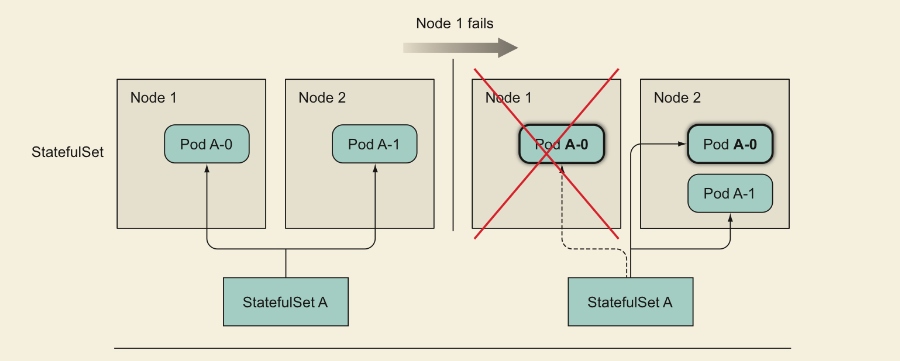 Node 1 fails
Node 1
Node 2
Node 1
Node 2
StatefulSet
Pod A-0
Pod A-1
Pod A-0
Pod A-0
Pod A-1
StatefulSet A
StatefulSet A